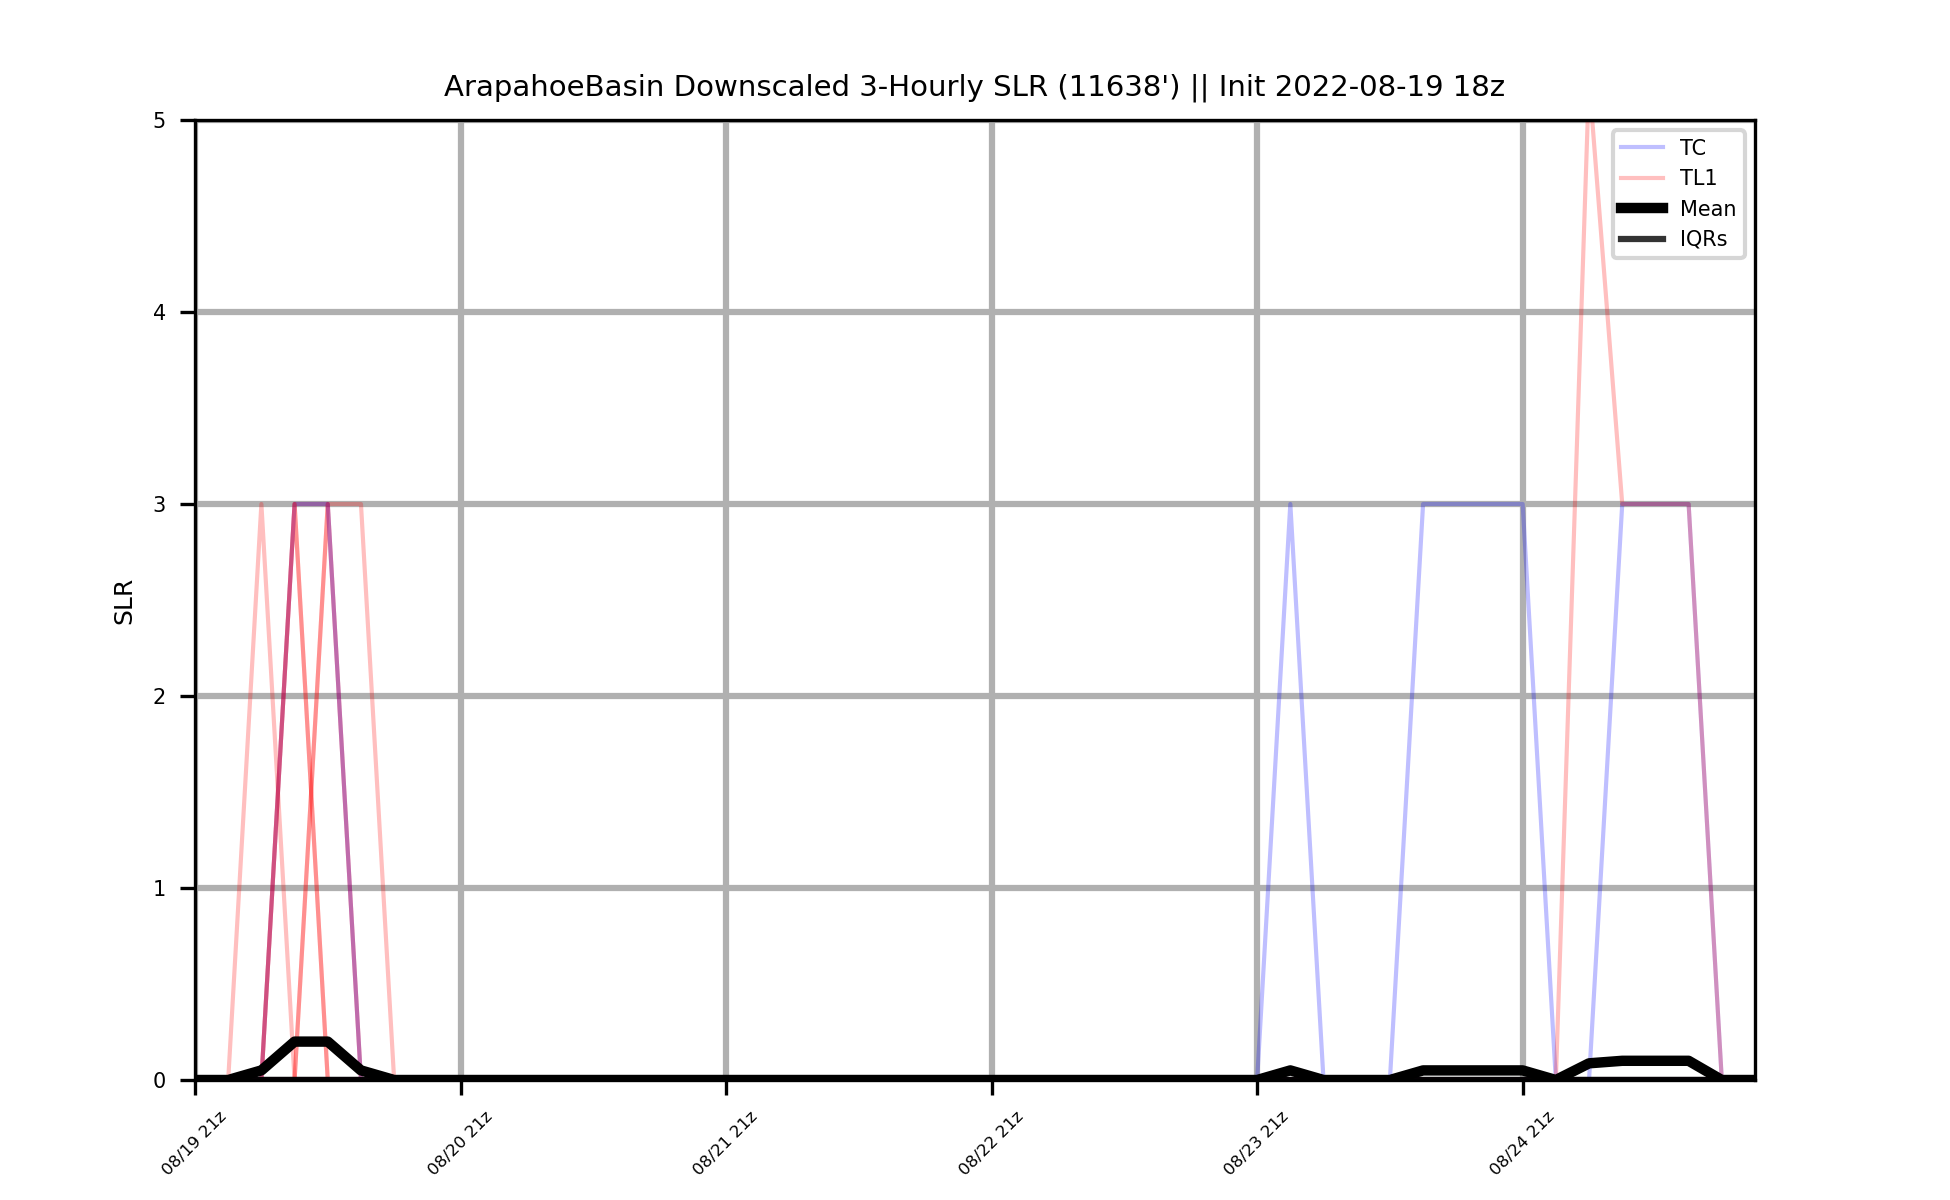 ArapahoeBasin Downscaled 3-Hourly SLR (11638') || Init 2022-08-19 18z
5
4
3
2
1
0
SLR
TC
TL1
Mean
IQRs
08/19 21z
08/20 21z
08/21 21z
08/22 21z
08/23 21z
08/24 21z